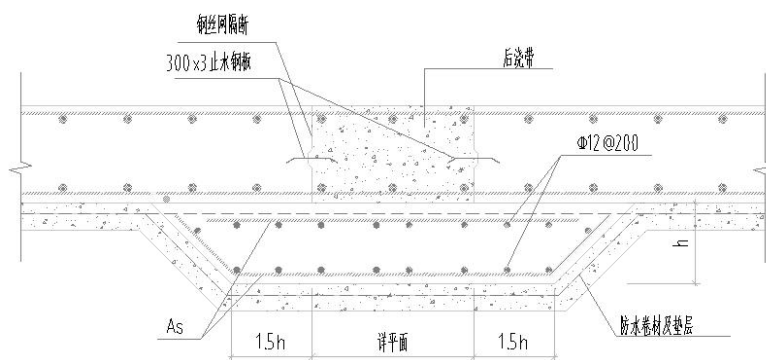 钢丝网隔断
300x3止水钢板
后浇带
Φ12@200
h
As
防水卷材及垫层
1.5h
详平面
1.5h